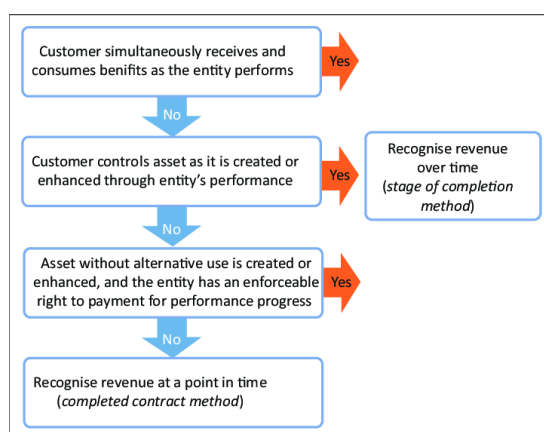 Customer simultaneously receives and
consumes benifits as the entity performs
Yes
No
Customer controls asset as it is created or
enhanced through entity's performance
Yes
Recognise revenue
over time
(stage of completion
method)
No
Asset without alternative use is created or
enhanced, and the entity has an enforceable
right to payment for performance progress
Yes
No
Recognise revenue at a point in time
(completed contract method)